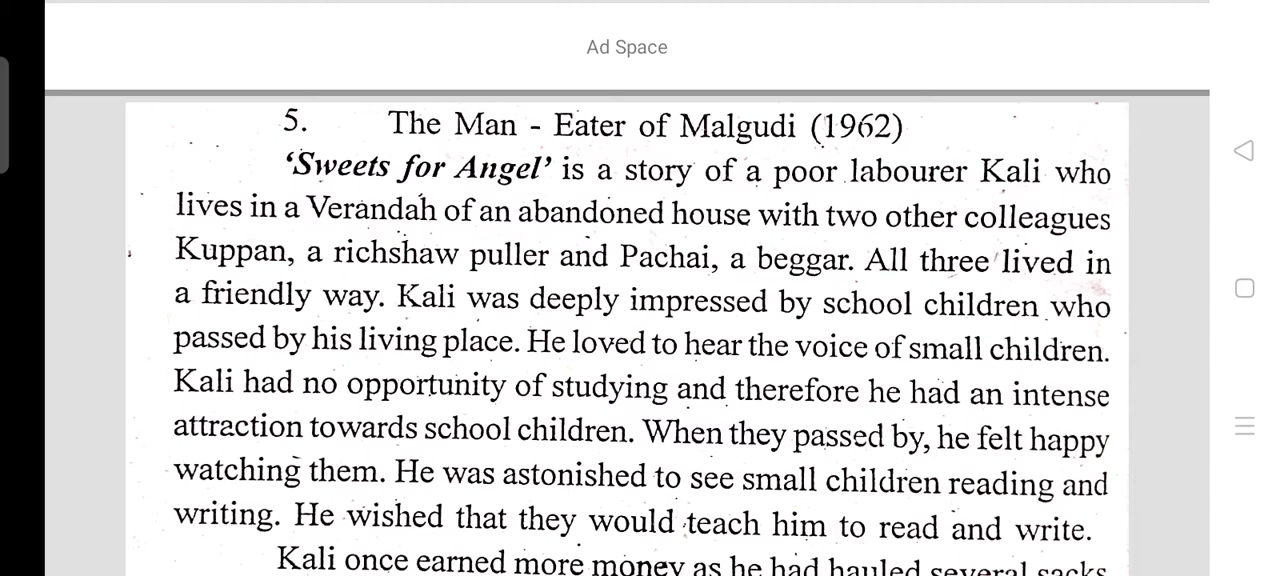 Ad Space
5. The Man - Eater of Malgudi (1962)
‘Sweets for Angel’ is a story of a poor labourer Kali who
lives in a Verandah of an abandoned house with two other colleagues
Kuppan, a richshaw puller and Pachai, a beggar. All three lived in
a friendly way. Kali was deeply impressed by school children who
passed by his living place. He loved to hear the voice of small children.
Kali had no opportunity of studying and therefore he had an intense
attraction towards school children. When they passed by, he felt happy
watching them. He was astonished to see small children reading and
writing. He wished that they would teach him to read and write.
Kali once earned more money as he had hauled several sacks